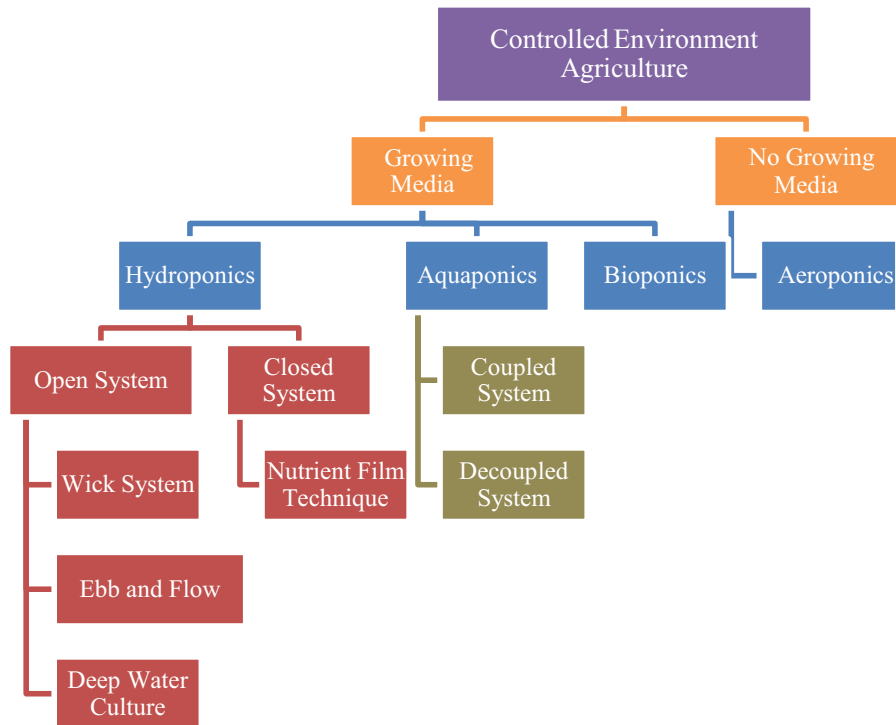 Controlled Environment
Agriculture
Growing
Media
No Growing
Media
Hydroponics
Aquaponics
Bioponics
Aeroponics
Open System
Closed
System
Coupled
System
Wick System
Nutrient Film
Technique
Decoupled
System
Ebb and Flow
Deep Water
Culture